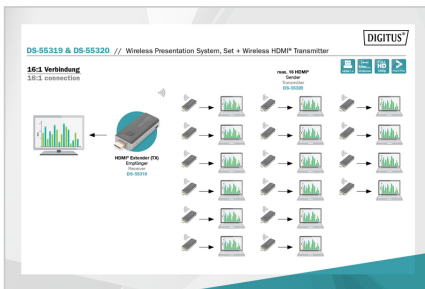 DIGITUS®
DS-55319 & DS-55320 // Wireless Presentation System, Set + Wireless HDMI® Transmitter
16:1 Verbindung
16:1 connection
max. 16 HDMI®
Sender
Transmitter
DS-55320
HD
HDMI® Extender (TX)
Empfänger
Receiver
DS-55319